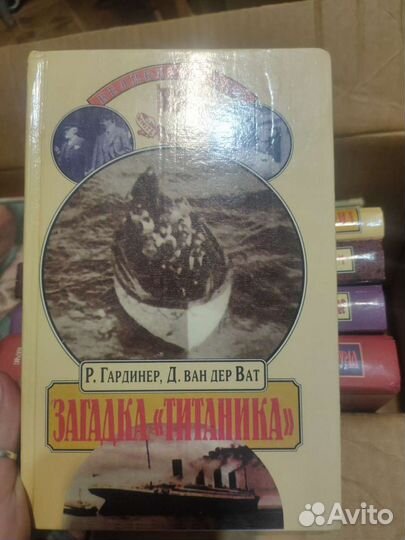 Р. ГАРДИНЕР, Д. ВАН ДЕР ВАТ
ЗАГАДКА «ТИТАНИКА»
Avito